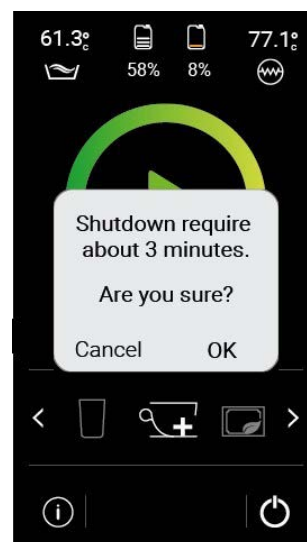 61.3°c 77.1°c
58% 8%
Shutdown require
about 3 minutes.
Are you sure?
Cancel OK
i